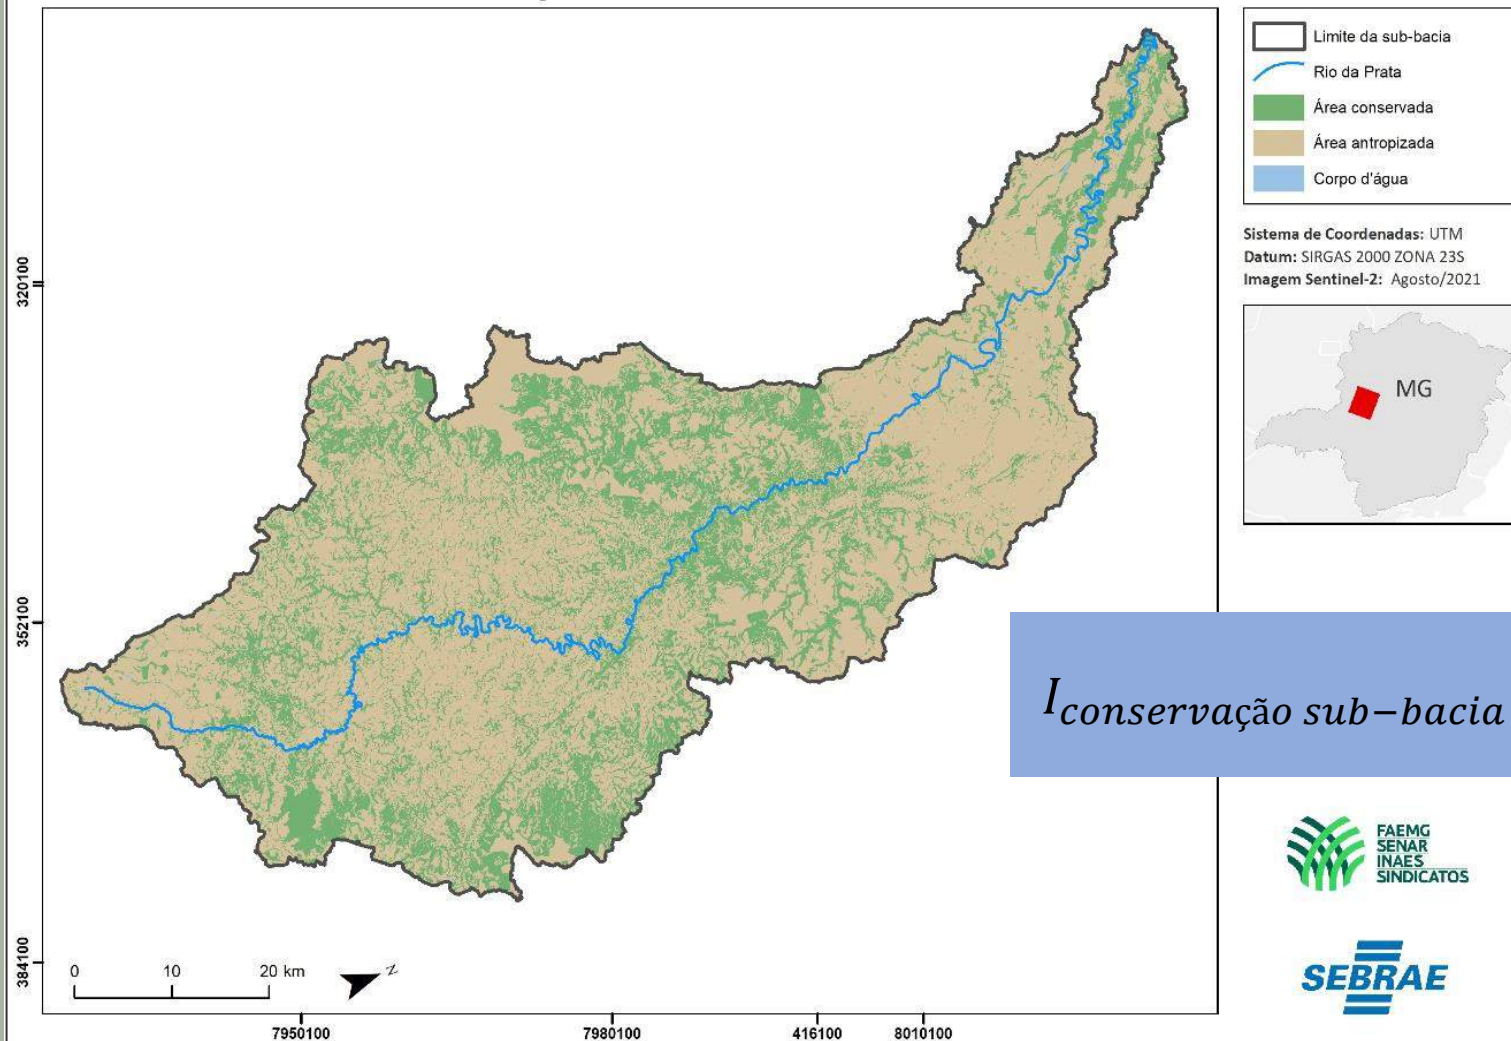 Limite da sub-bacia
Rio da Prata
Área conservada
Área antropizada
Corpo d'água
Sistema de Coordenadas: UTM
Datum: SIRGAS 2000 ZONA 23S
Imagem Sentinel-2: Agosto/2021
MG
320100
352100
384100
I conservação sub−bacia
FAEMG
SENAR
INAES
SINDICATOS
SEBRAE
0 10 20 km
N
7950100 7980100 416100 8010100